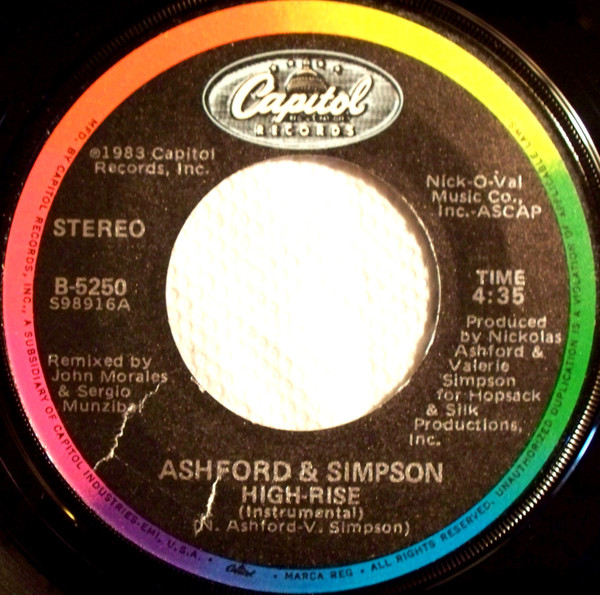 Capitol
RECORDS
℗1983 Capitol
Records, Inc.
Nick-O-Val
Music Co.,
Inc.-ASCAP
STEREO
B-5250
S98916A
TIME
4:35
Remixed by
John Morales
& Sergio
Munzibai
Produced
by Nickolas
Ashford &
Valerie
Simpson
for Hopsack
& Silk
Productions,
Inc.
ASHFORD & SIMPSON
HIGH-RISE
(Instrumental)
(N. Ashford-V. Simpson)
MFD. BY CAPITOL RECORDS, INC., A SUBSIDIARY OF CAPITOL INDUSTRIES-EMI, U.S.A. • Capitol • MARCA REG • ALL RIGHTS RESERVED. UNAUTHORIZED DUPLICATION IS A VIOLATION OF APPLICABLE LAWS